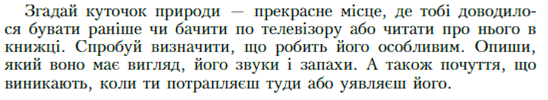 Згадай куточок природи — прекрасне місце, де тобі доводило-
ся бувати раніше чи бачити по телевізору або читати про нього в
книжці. Спробуй визначити, що робить його особливим. Опиши,
який воно має вигляд, його звуки і запахи. А також почуття, що
виникають, коли ти потрапляєш туди або уявляєш його.